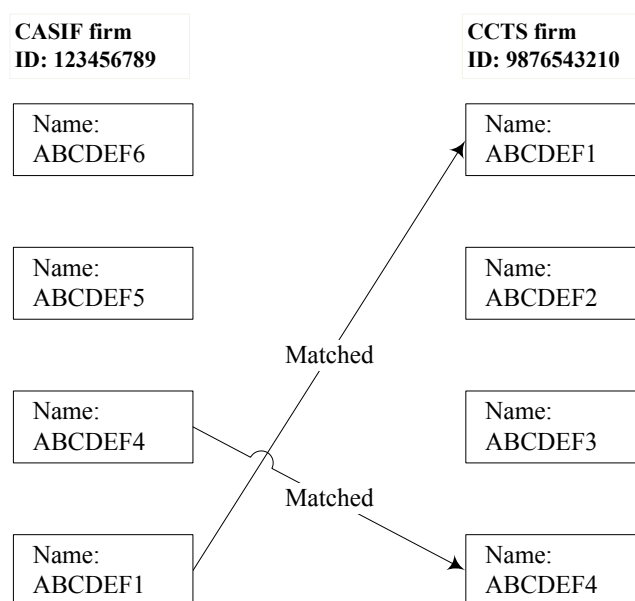 CASIF firm
ID: 123456789
CCTS firm
ID: 9876543210
Name:
ABCDEF6
Name:
ABCDEF1
Name:
ABCDEF5
Name:
ABCDEF2
Matched
Name:
ABCDEF4
Name:
ABCDEF3
Matched
Name:
ABCDEF1
Name:
ABCDEF4